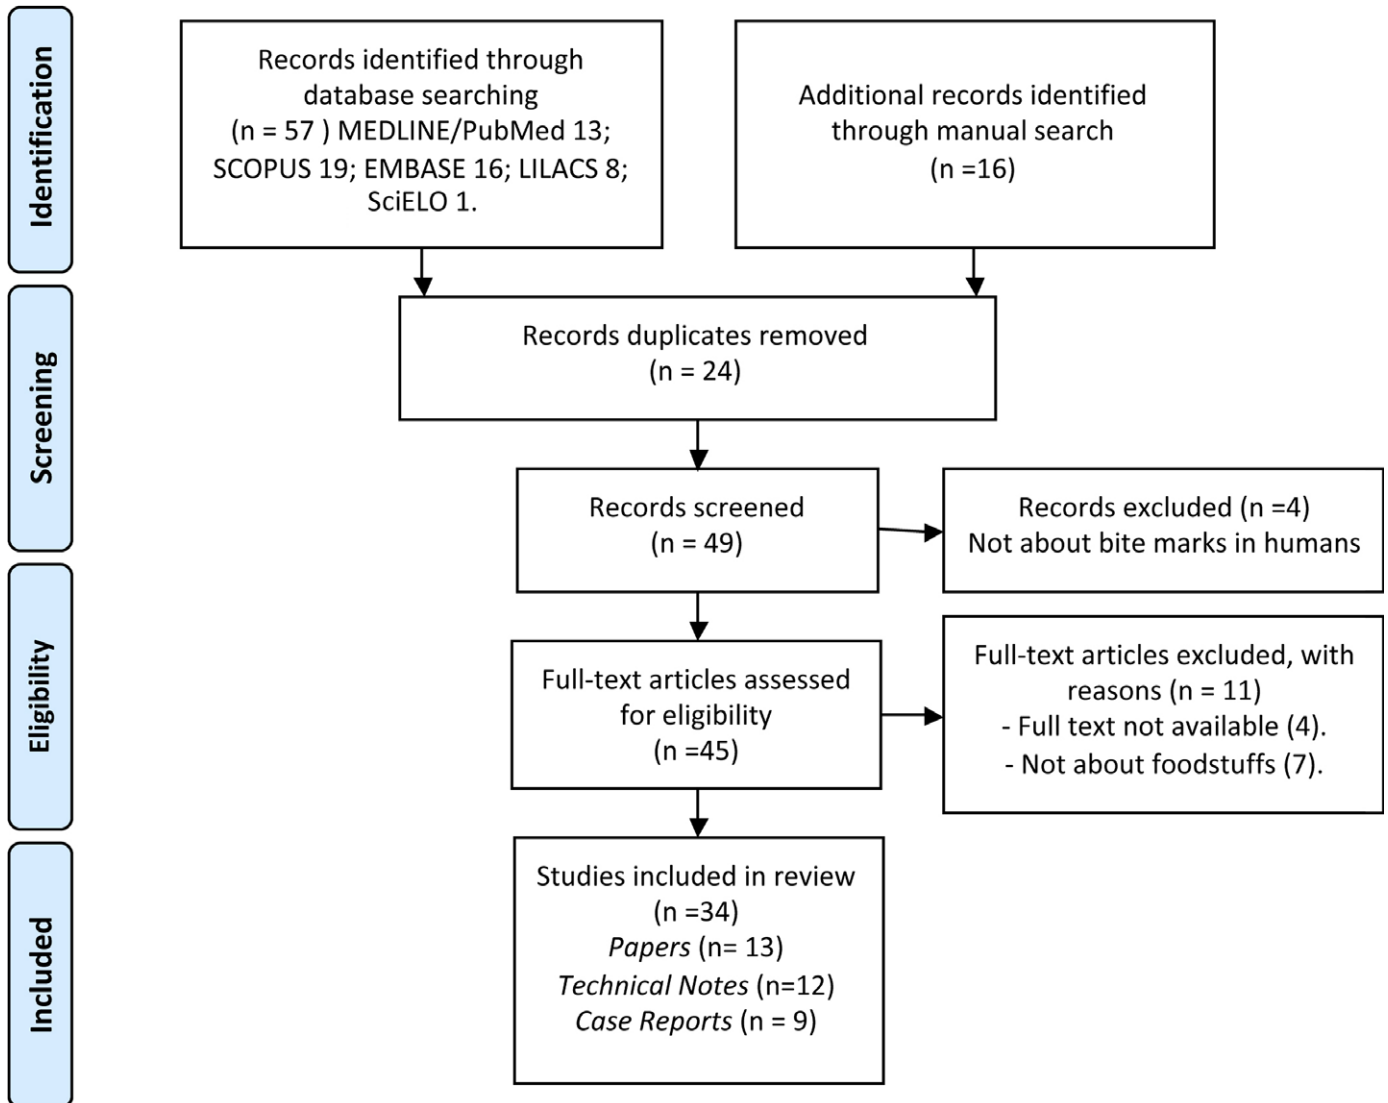 Identification
Records identified through
database searching
(n = 57 ) MEDLINE/PubMed 13;
SCOPUS 19; EMBASE 16; LILACS 8;
SciELO 1.
Additional records identified
through manual search
(n =16)
Screening
Records duplicates removed
(n = 24)
Records screened
(n = 49)
Records excluded (n =4)
Not about bite marks in humans
Eligibility
Full-text articles assessed
for eligibility
(n =45)
Full-text articles excluded, with
reasons (n = 11)
- Full text not available (4).
- Not about foodstuffs (7).
Included
Studies included in review
(n =34)
Papers (n= 13)
Technical Notes (n=12)
Case Reports (n = 9)